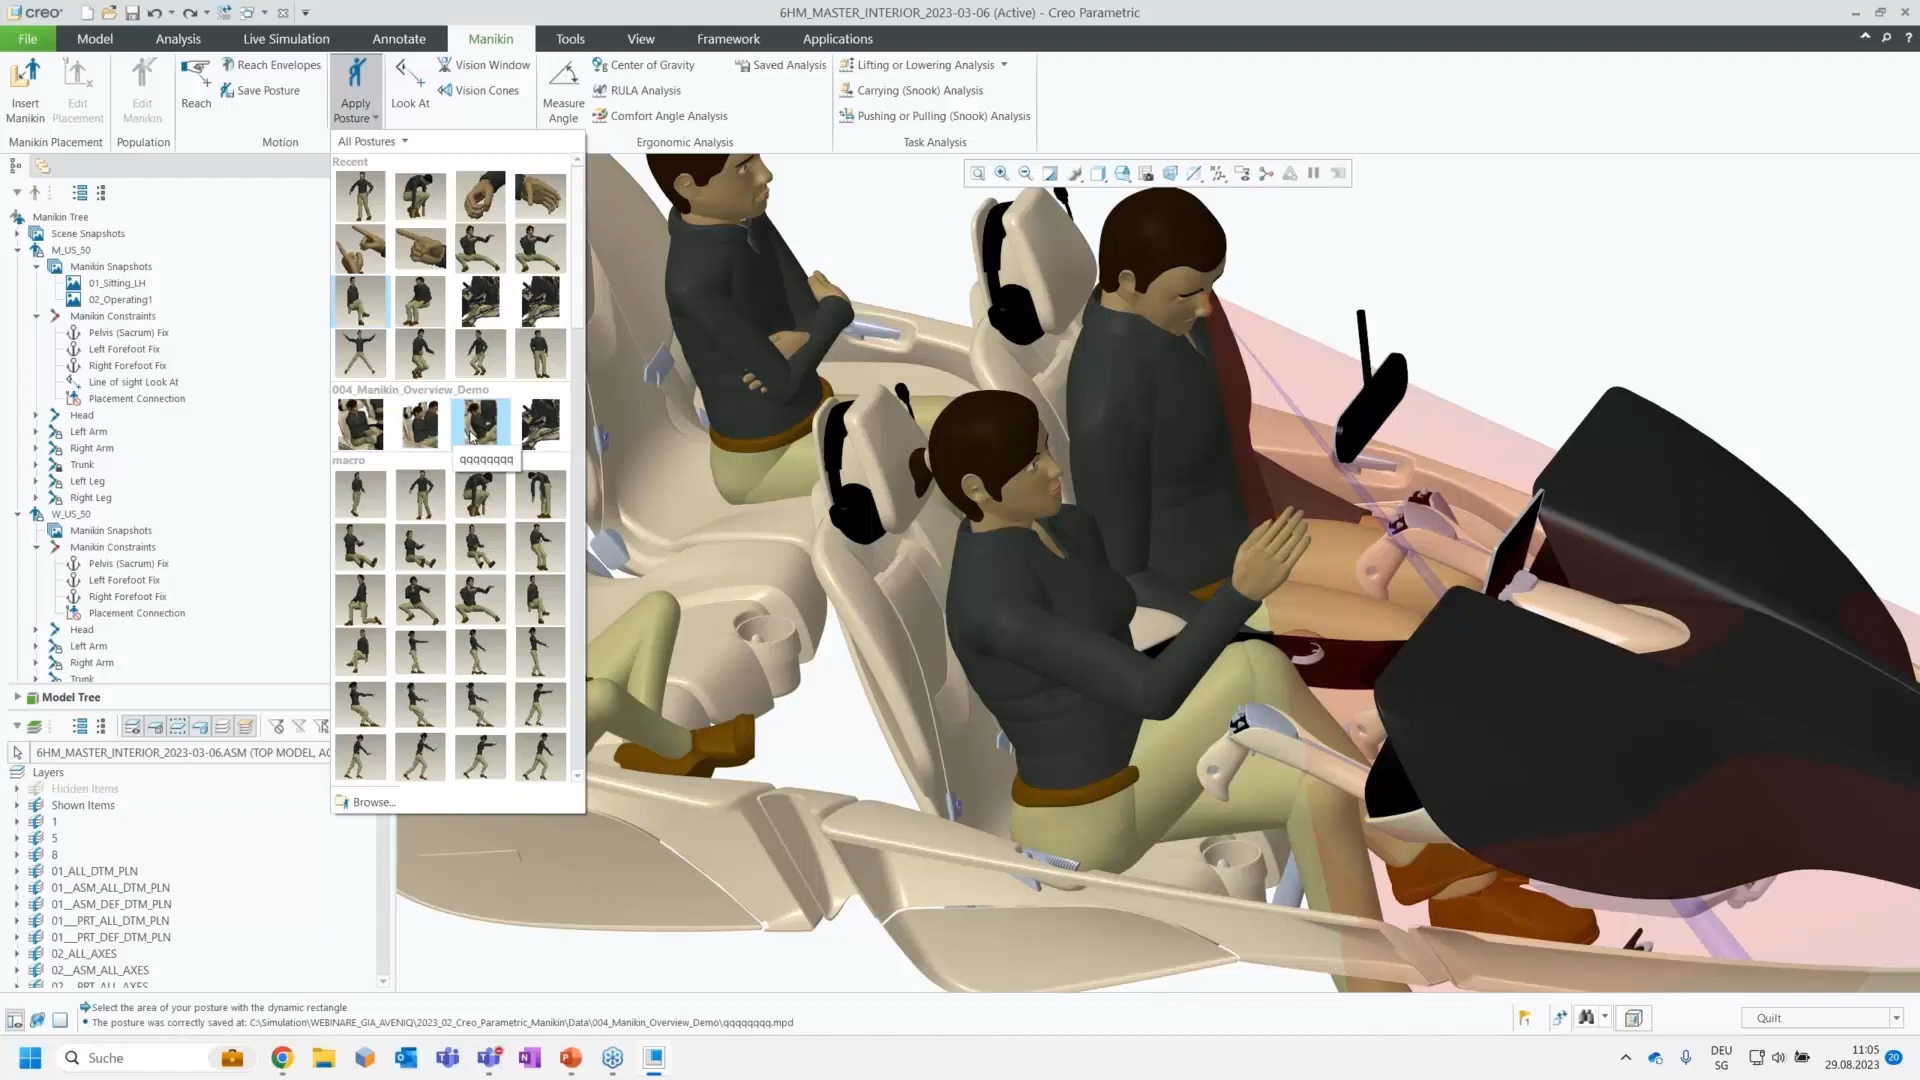 creo
6HM_MASTER_INTERIOR_2023-03-06 (Active) - Creo Parametric
File
Model
Analysis
Live Simulation
Annotate
Manikin
Tools
View
Framework
Applications
Insert Manikin
Edit Placement
Edit Manikin
Reach
Reach Envelopes
Save Posture
Apply Posture
Look At
Vision Window
Vision Cones
Measure Angle
Center of Gravity
RULA Analysis
Comfort Angle Analysis
Saved Analysis
Lifting or Lowering Analysis
Carrying (Snook) Analysis
Pushing or Pulling (Snook) Analysis
Manikin Placement
Population
Motion
Ergonomic Analysis
Task Analysis
All Postures
Recent
004_Manikin_Overview_Demo
qqqqqqqq
macro
Browse...
Manikin Tree
Scene Snapshots
M_US_50
Manikin Snapshots
01_Sitting_LH
02_Operating1
Manikin Constraints
Pelvis (Sacrum) Fix
Left Forefoot Fix
Right Forefoot Fix
Line of sight Look At
Placement Connection
Head
Left Arm
Right Arm
Trunk
Left Leg
Right Leg
W_US_50
Manikin Snapshots
Manikin Constraints
Pelvis (Sacrum) Fix
Left Forefoot Fix
Right Forefoot Fix
Placement Connection
Head
Left Arm
Right Arm
Trunk
Model Tree
6HM_MASTER_INTERIOR_2023-03-06.ASM (TOP MODEL, AC
Layers
Hidden Items
Shown Items
1
5
8
01_ALL_DTM_PLN
01__ASM_ALL_DTM_PLN
01__ASM_DEF_DTM_PLN
01___PRT_ALL_DTM_PLN
01___PRT_DEF_DTM_PLN
02_ALL_AXES
02__ASM_ALL_AXES
02__PRT_ALL_AXES
Select the area of your posture with the dynamic rectangle
• The posture was correctly saved at: C:\Simulation\WEBINARE_GIA_AVENIQ\2023_02_Creo_Parametric_Manikin\Data\004_Manikin_Overview_Demo\qqqqqqqq.mpd
Quilt
Suche
DEU
SG
11:05
29.08.2023
20